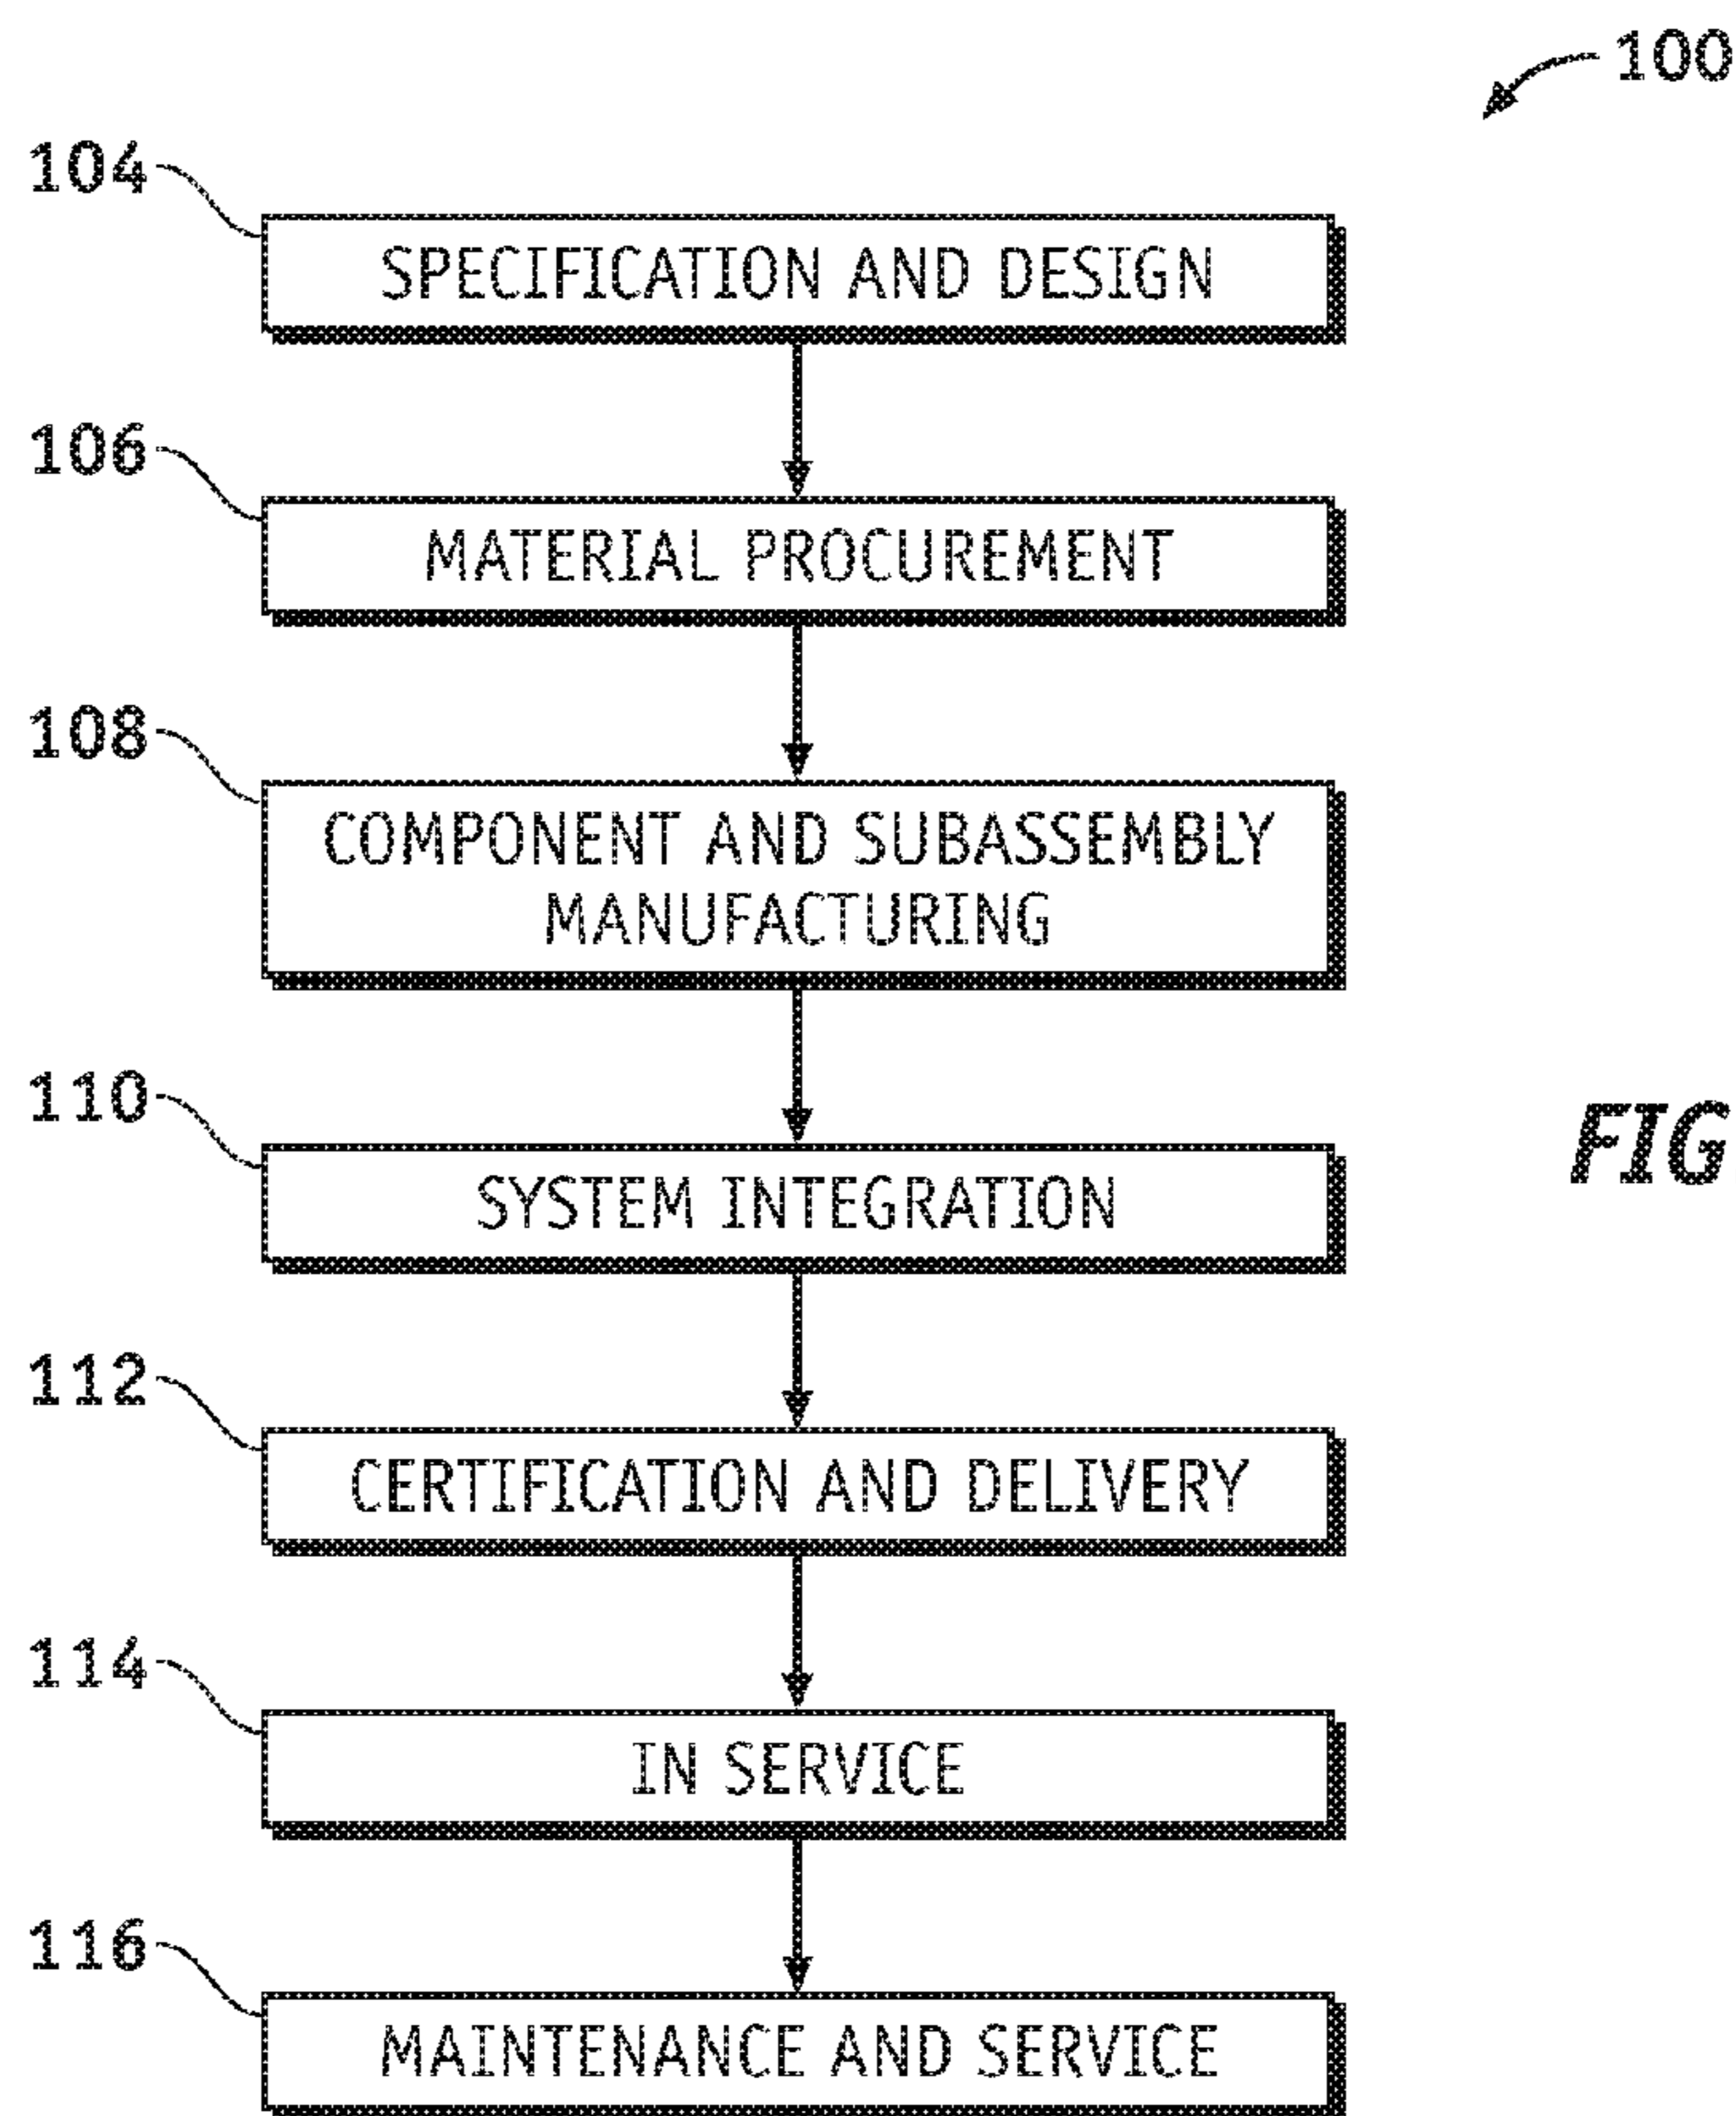 100
104
SPECIFICATION AND DESIGN
106
MATERIAL PROCUREMENT
108
COMPONENT AND SUBASSEMBLY
MANUFACTURING
110
SYSTEM INTEGRATION
FIG
112
CERTIFICATION AND DELIVERY
114
IN SERVICE
116
MAINTENANCE AND SERVICE